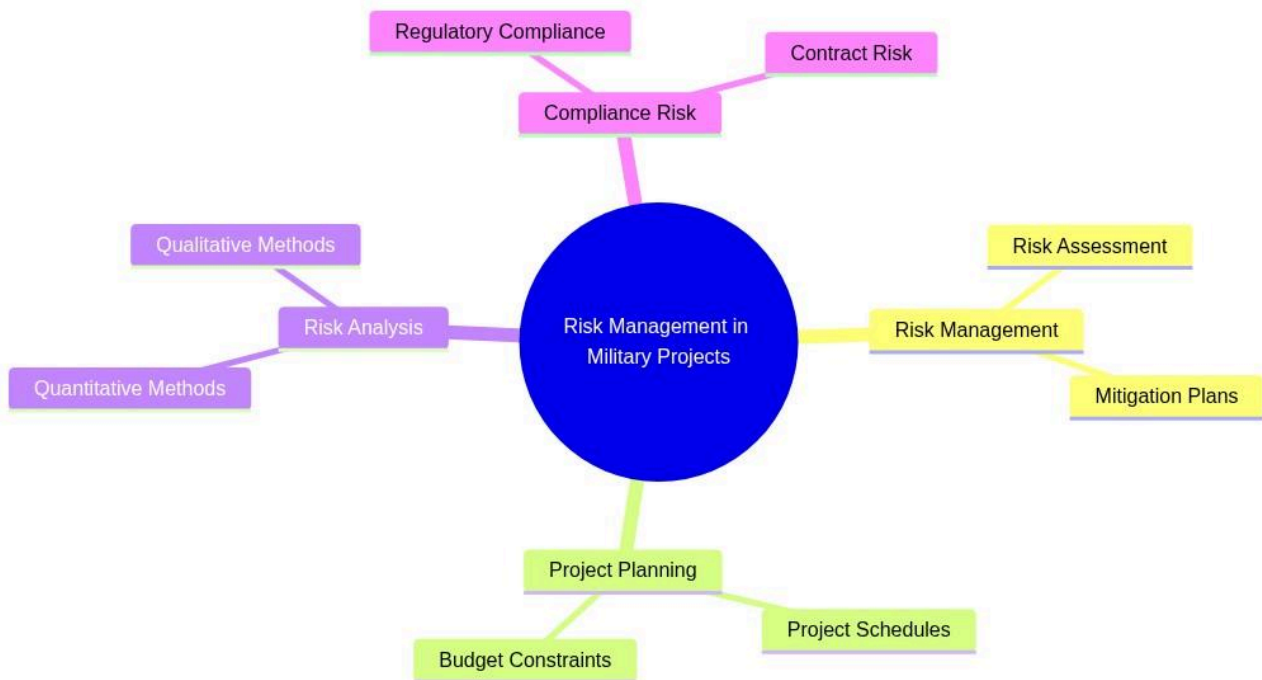 Regulatory Compliance
Contract Risk
Compliance Risk
Qualitative Methods
Risk Assessment
Risk Analysis
Risk Management in
Military Projects
Risk Management
Quantitative Methods
Mitigation Plans
Project Planning
Project Schedules
Budget Constraints